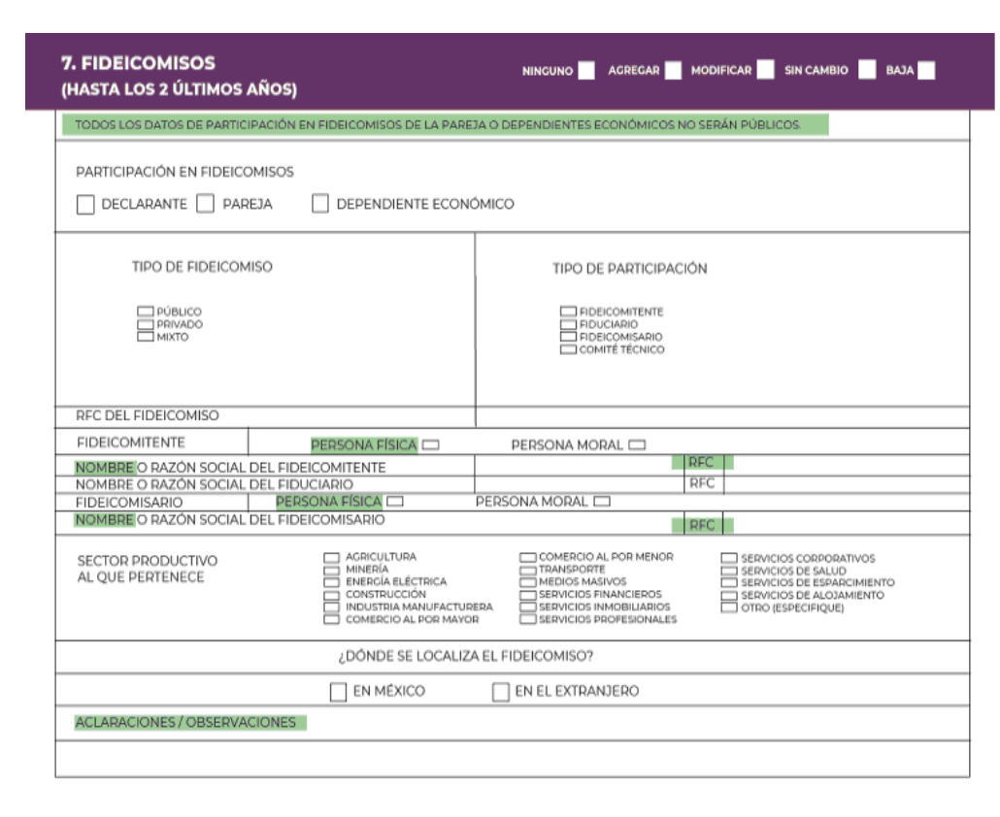 7. FIDEICOMISOS
(HASTA LOS 2 ÚLTIMOS AÑOS)
NINGUNO AGREGAR MODIFICAR SIN CAMBIO BAJA
TODOS LOS DATOS DE PARTICIPACIÓN EN FIDEICOMISOS DE LA PAREJA O DEPENDIENTES ECONÓMICOS NO SERÁN PÚBLICOS.
PARTICIPACIÓN EN FIDEICOMISOS
DECLARANTE PAREJA DEPENDIENTE ECONÓMICO
TIPO DE FIDEICOMISO
PÚBLICO
PRIVADO
MIXTO
TIPO DE PARTICIPACIÓN
FIDEICOMITENTE
FIDUCIARIO
FIDEICOMISARIO
COMITÉ TÉCNICO
RFC DEL FIDEICOMISO
FIDEICOMITENTE PERSONA FÍSICA PERSONA MORAL
NOMBRE O RAZÓN SOCIAL DEL FIDEICOMITENTE RFC
NOMBRE O RAZÓN SOCIAL DEL FIDUCIARIO RFC
FIDEICOMISARIO PERSONA FÍSICA PERSONA MORAL
NOMBRE O RAZÓN SOCIAL DEL FIDEICOMISARIO RFC
SECTOR PRODUCTIVO
AL QUE PERTENECE
AGRICULTURA
MINERÍA
ENERGÍA ELÉCTRICA
CONSTRUCCIÓN
INDUSTRIA MANUFACTURERA
COMERCIO AL POR MAYOR
COMERCIO AL POR MENOR
TRANSPORTE
MEDIOS MASIVOS
SERVICIOS FINANCIEROS
SERVICIOS INMOBILIARIOS
SERVICIOS PROFESIONALES
SERVICIOS CORPORATIVOS
SERVICIOS DE SALUD
SERVICIOS DE ESPARCIMIENTO
SERVICIOS DE ALOJAMIENTO
OTRO (ESPECIFIQUE)
¿DÓNDE SE LOCALIZA EL FIDEICOMISO?
EN MÉXICO EN EL EXTRANJERO
ACLARACIONES / OBSERVACIONES